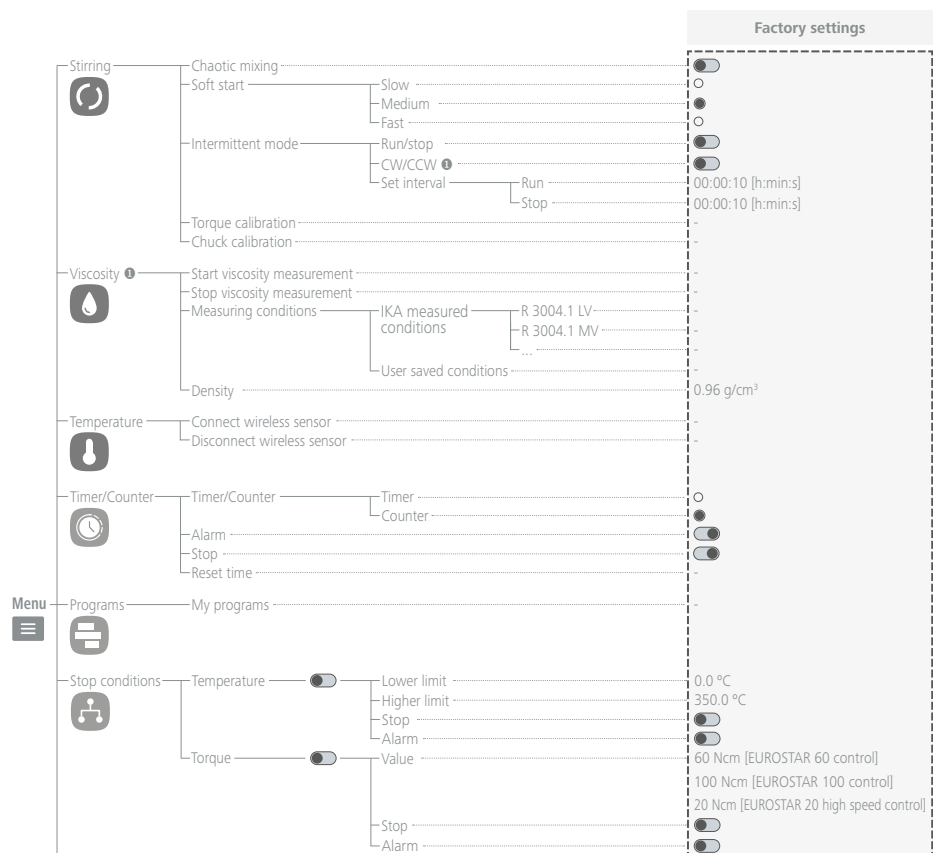 Factory settings
Stirring Chaotic mixing
Soft start Slow
Medium
Fast
Intermittent mode Run/stop
CW/CCW ❶
Set interval Run 00:00:10 [h:min:s]
Stop 00:00:10 [h:min:s]
Torque calibration -
Chuck calibration -
Viscosity ❶ Start viscosity measurement -
Stop viscosity measurement -
Measuring conditions IKA measured R 3004.1 LV -
conditions R 3004.1 MV -
... -
User saved conditions -
Density 0.96 g/cm³
Temperature Connect wireless sensor -
Disconnect wireless sensor -
Timer/Counter Timer/Counter Timer
Counter
Alarm
Stop
Reset time -
Menu Programs My programs -
Stop conditions Temperature Lower limit 0.0 °C
Higher limit 350.0 °C
Stop
Alarm
Torque Value 60 Ncm [EUROSTAR 60 control]
100 Ncm [EUROSTAR 100 control]
20 Ncm [EUROSTAR 20 high speed control]
Stop
Alarm